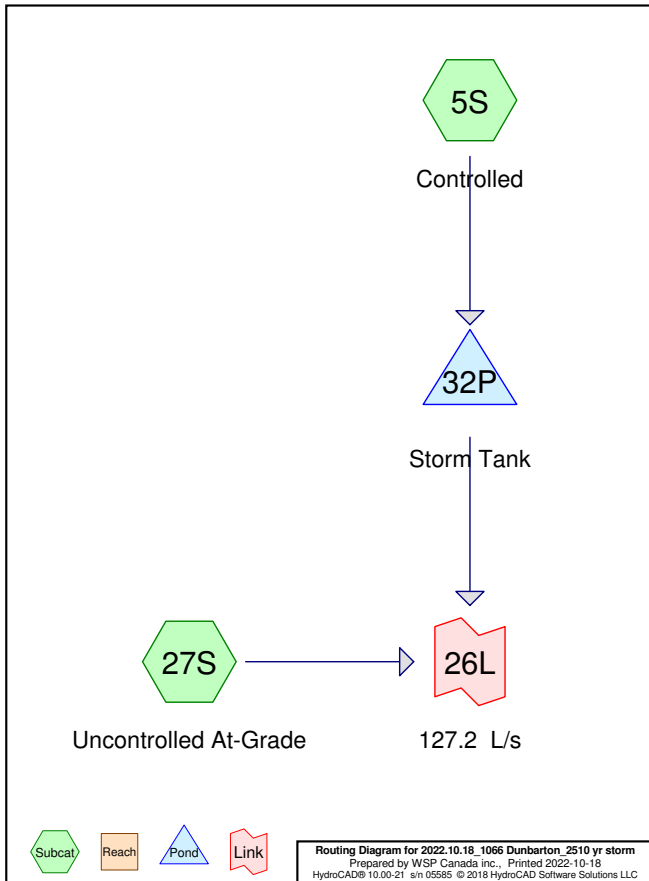 5S
Controlled
32P
Storm Tank
27S
26L
Uncontrolled At-Grade
127.2 L/s
Subcat
Reach
Pond
Link
Routing Diagram for 2022.10.18_1066 Dunbarton_2510 yr storm
Prepared by WSP Canada inc., Printed 2022-10-18
HydroCAD® 10.00-21 s/n 05585 © 2018 HydroCAD Software Solutions LLC